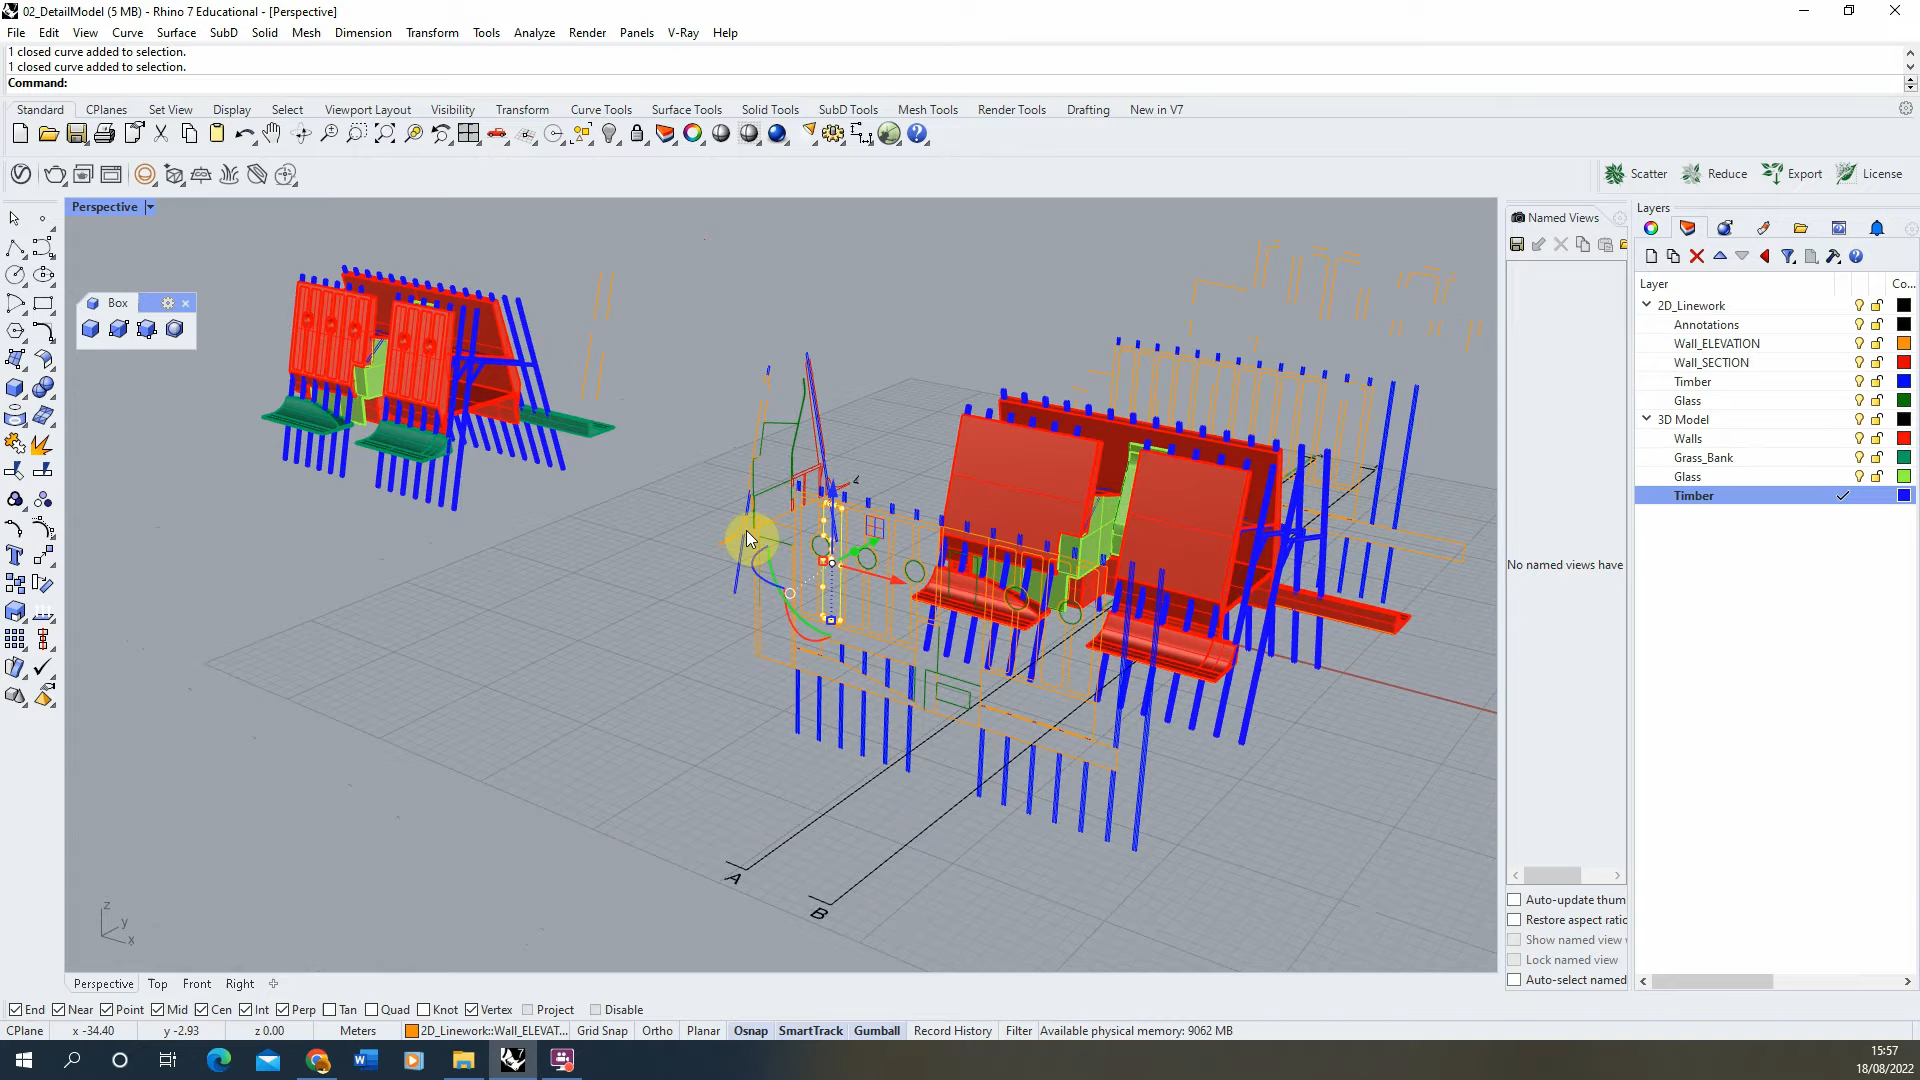 02_DetailModel (5 MB) - Rhino 7 Educational - [Perspective]
File Edit View Curve Surface SubD Solid Mesh Dimension Transform Tools Analyze Render Panels V-Ray Help
1 closed curve added to selection.
1 closed curve added to selection.
Command:
Standard CPlanes Set View Display Select Viewport Layout Visibility Transform Curve Tools Surface Tools Solid Tools SubD Tools Mesh Tools Render Tools Drafting New in V7
Scatter Reduce Export License
Perspective
Box
A
B
z
y
x
Named Views
No named views have
Auto-update thum
Restore aspect ratio
Show named view
Lock named view
Auto-select named
Layers
Layer Co...
2D_Linework
Annotations
Wall_ELEVATION
Wall_SECTION
Timber
Glass
3D Model
Walls
Grass_Bank
Glass
Timber
Perspective Top Front Right
End Near Point Mid Cen Int Perp Tan Quad Knot Vertex Project Disable
CPlane x -34.40 y -2.93 z 0.00 Meters 2D_Linework::Wall_ELEVAT... Grid Snap Ortho Planar Osnap SmartTrack Gumball Record History Filter Available physical memory: 9062 MB
15:57
18/08/2022